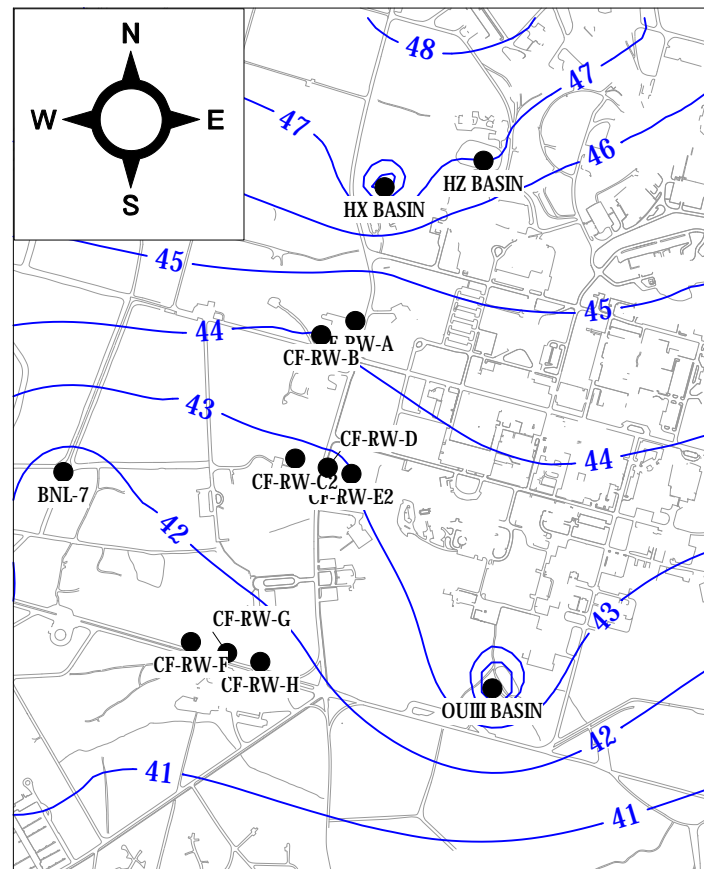 N
W E
S
48
47
47
46
HZ BASIN
HX BASIN
45
45
44
CF-RW-B
RW-A
43
CF-RW-D
44
CF-RW-C2
CF-RW-E2
BNL-7
42
43
CF-RW-G
CF-RW-F
CF-RW-H
OUIII BASIN
42
41
41